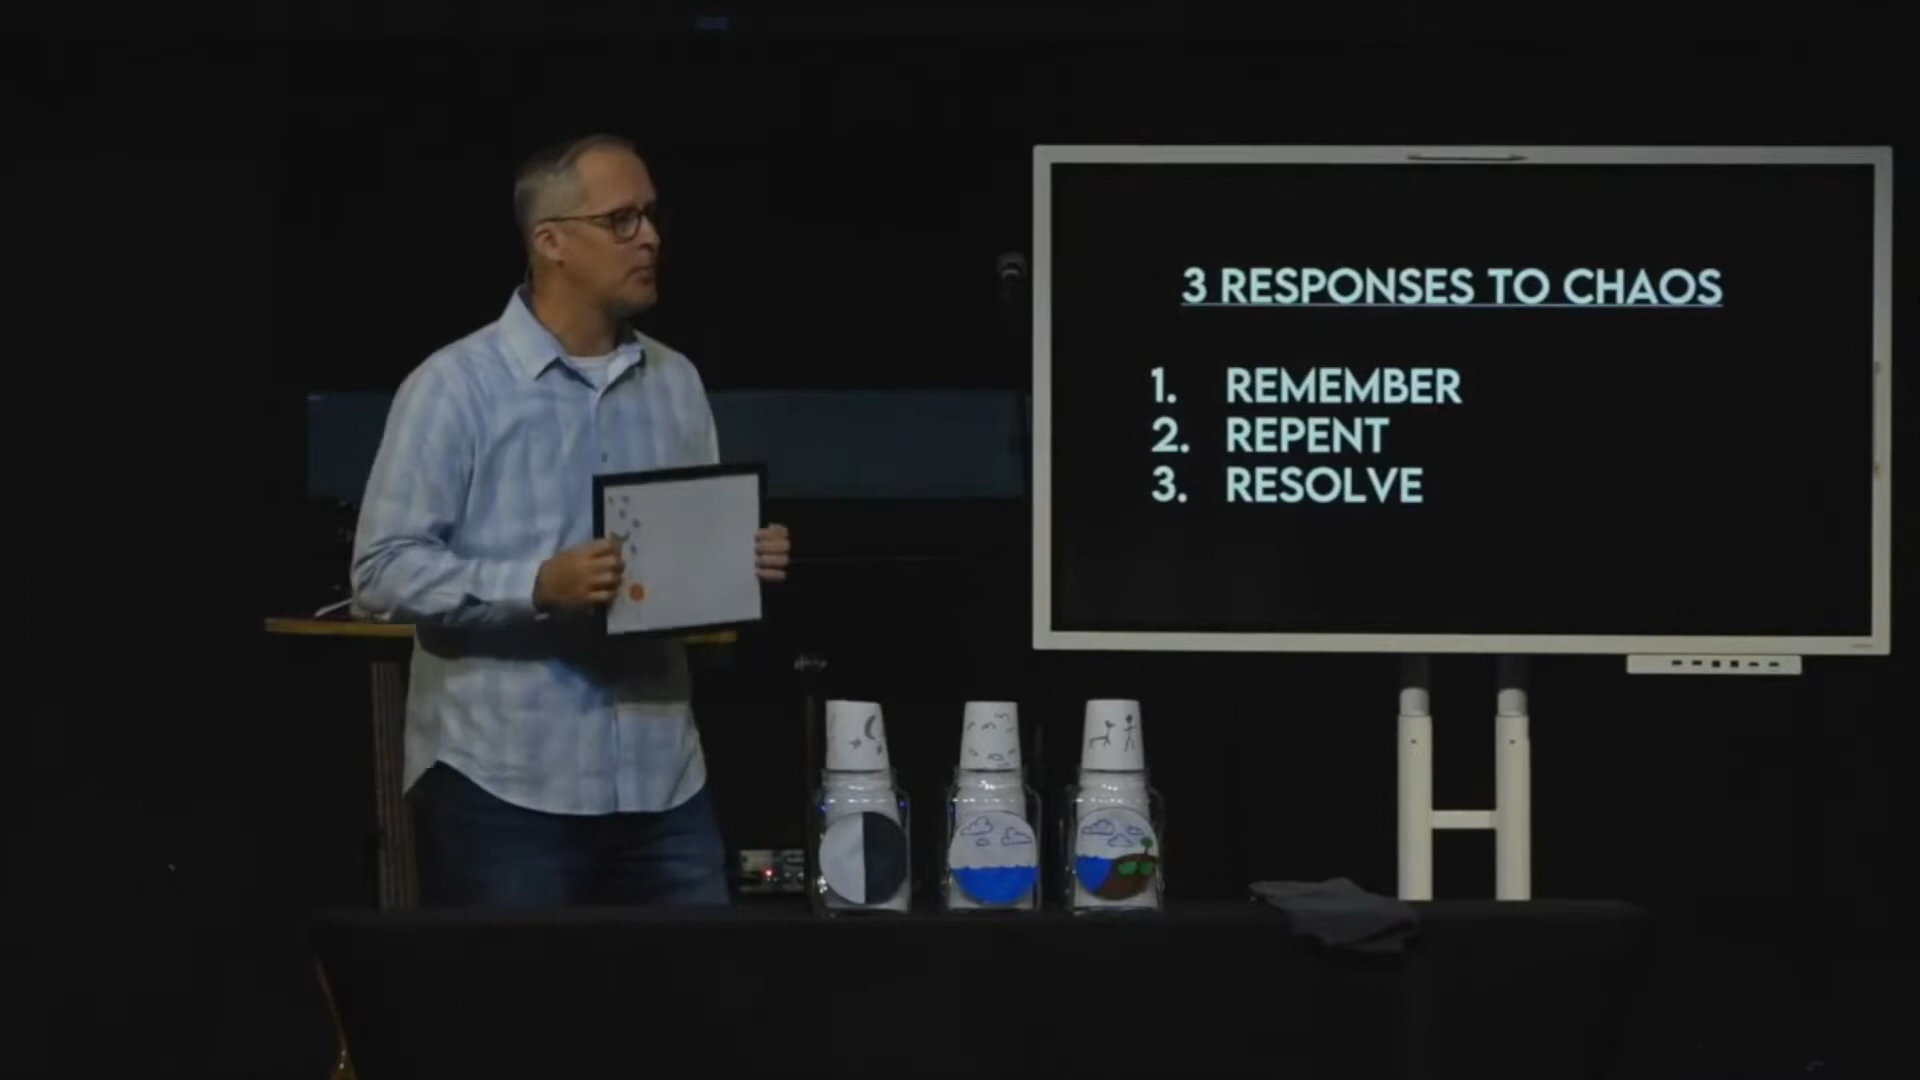 3 RESPONSES TO CHAOS
1. REMEMBER
2. REPENT
3. RESOLVE